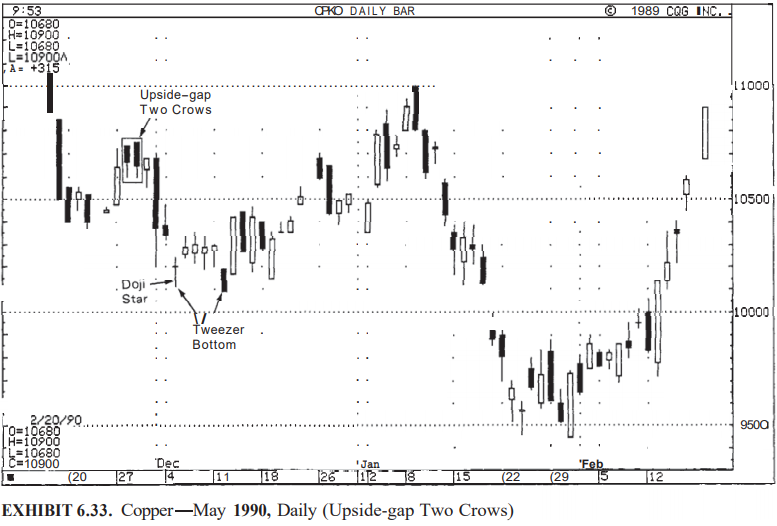 9:53 CPKO DAILY BAR © 1989 CQG INC.
O=10680
H=10900
L=10680
L=10900^
,A= +315
Upside-gap
Two Crows
11000
10500
Doji
Star
Tweezer
Bottom
10000
9500
2/20/90
O=10680
H=10900
L=10680
C=10900
'Dec 'Jan 'Feb
(20 27 4 11 18 26 2 8 15 (22 (29 5 12
EXHIBIT 6.33. Copper—May 1990, Daily (Upside-gap Two Crows)